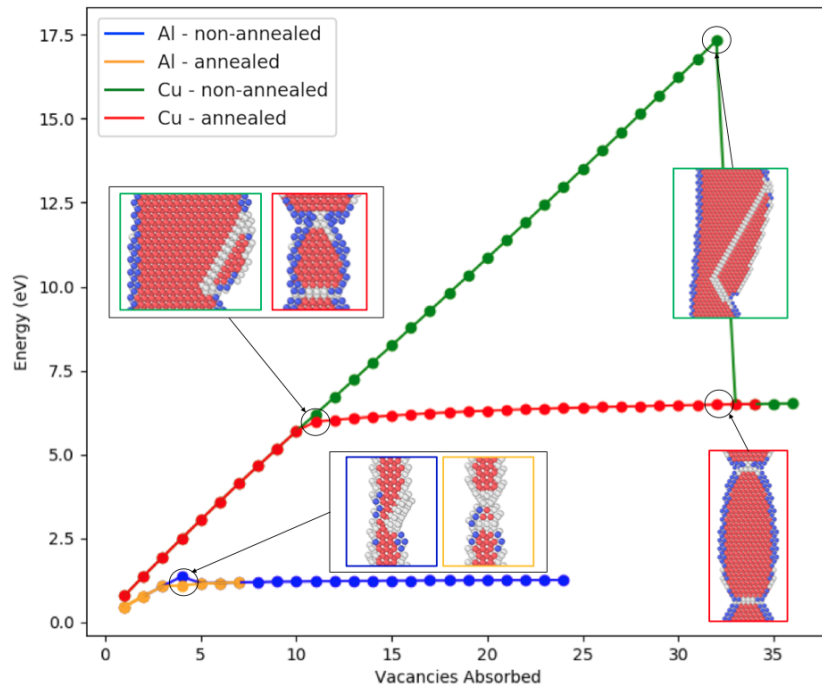 17.5
15.0
12.5
10.0
7.5
5.0
2.5
0.0
Energy (eV)
Al - non-annealed
Al - annealed
Cu - non-annealed
Cu - annealed
0 5 10 15 20 25 30 35
Vacancies Absorbed